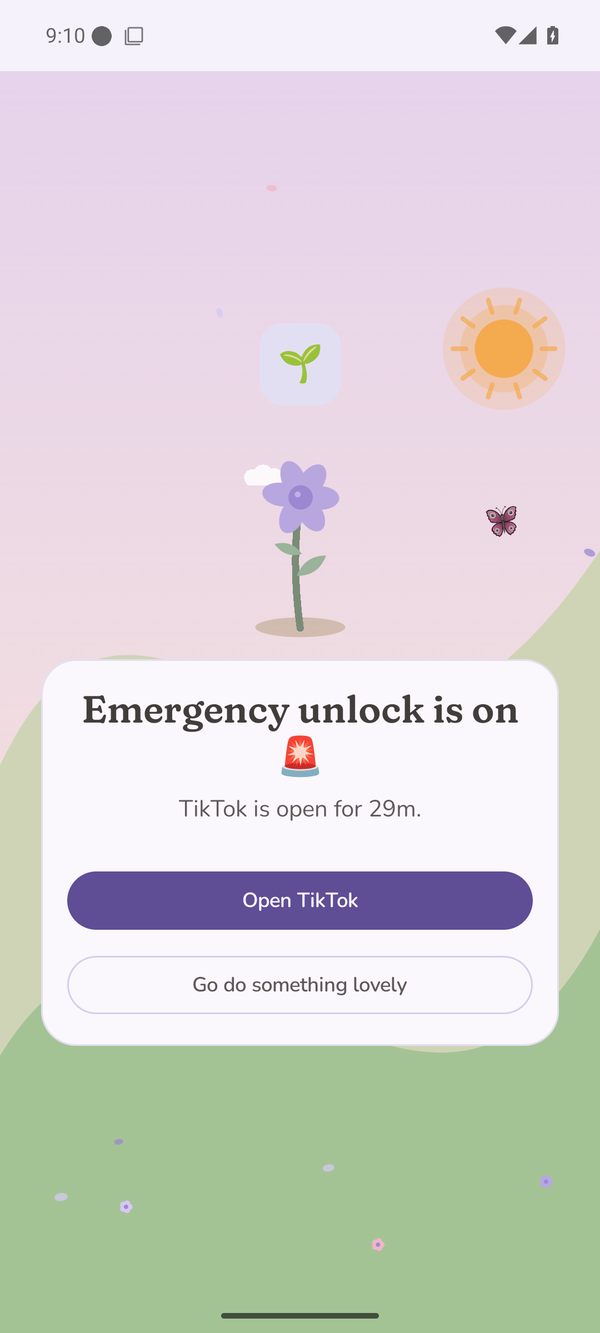 9:10
Emergency unlock is on
🚨
TikTok is open for 29m.
Open TikTok
Go do something lovely